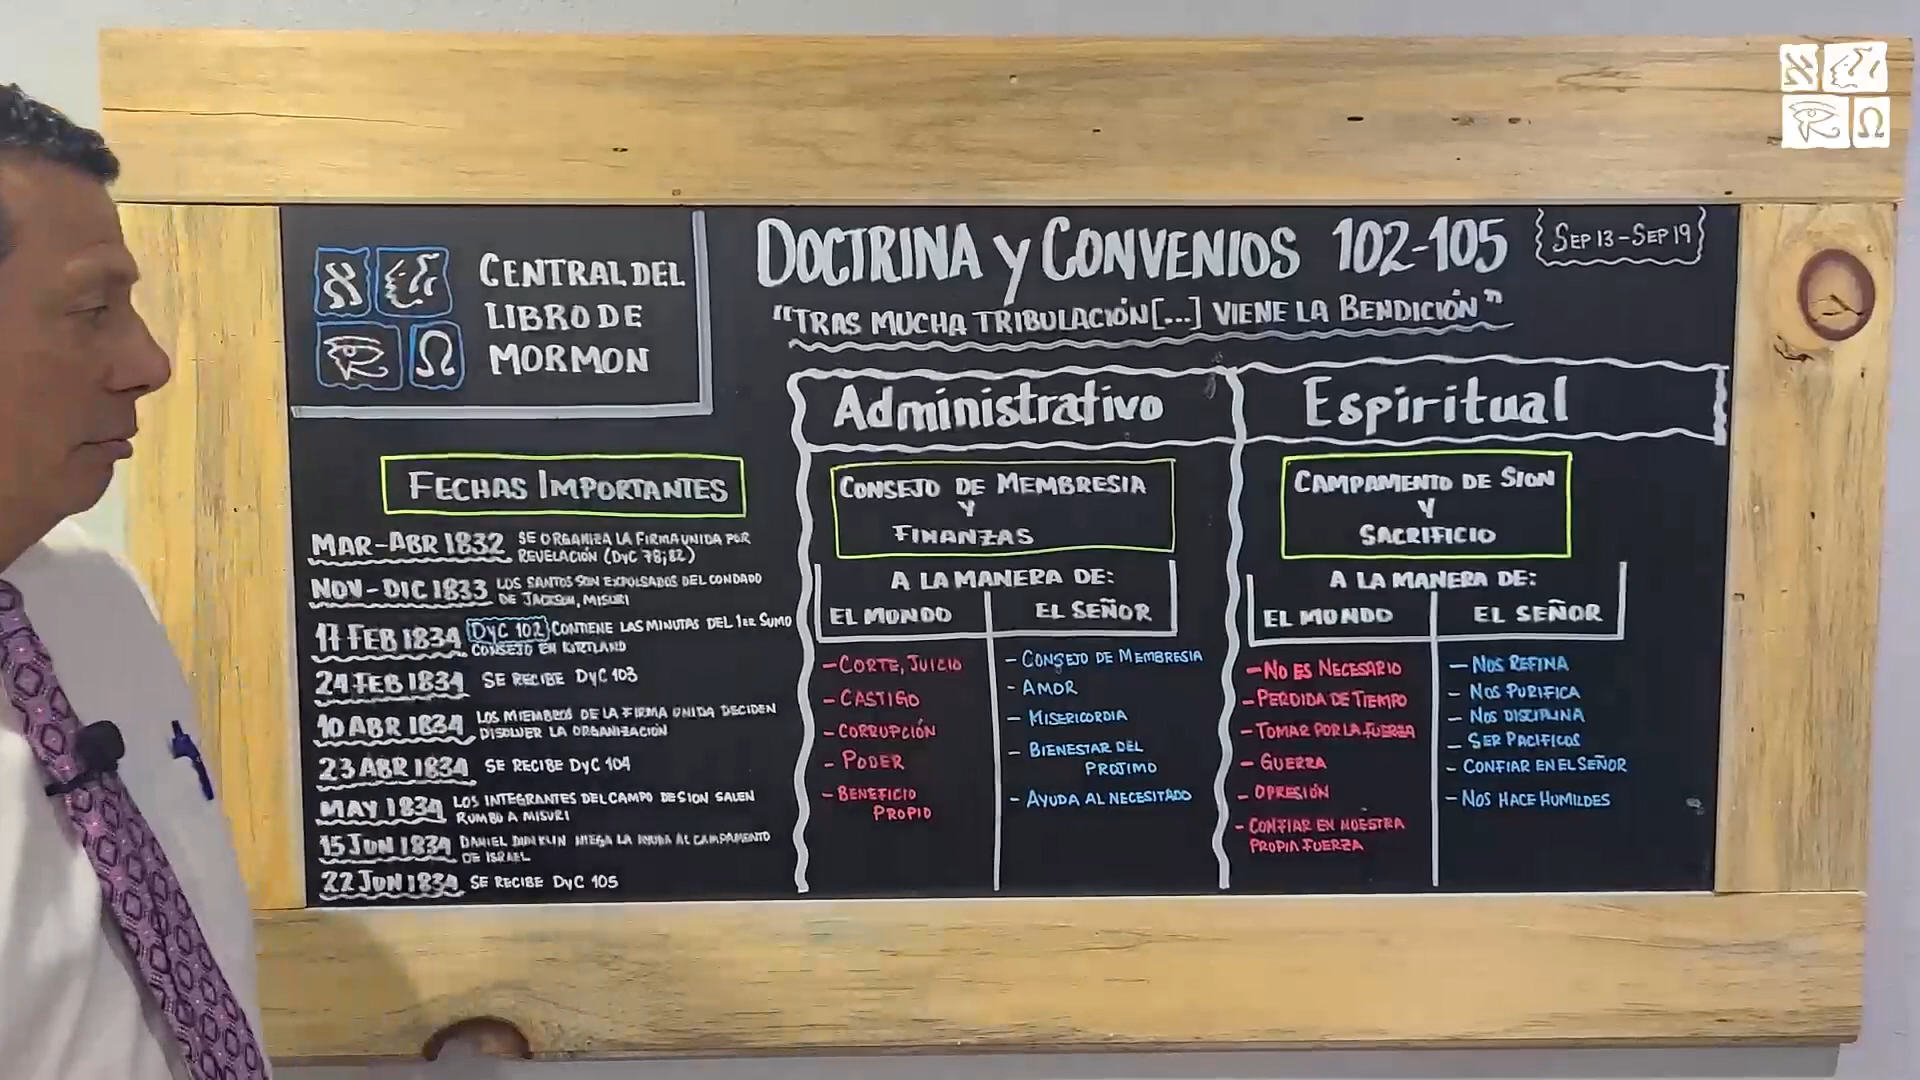 CENTRAL DEL
LIBRO DE
MORMON
DOCTRINA y CONVENIOS 102-105
SEP 13-SEP 19
"TRAS MUCHA TRIBULACIÓN[...] VIENE LA BENDICIÓN"
FECHAS IMPORTANTES
MAR-ABR 1832 SE ORGANIZA LA FIRMA UNIDA POR
REVELACIÓN (DyC 78;82)
NOV-DIC 1833 LOS SANTOS SON EXPULSADOS DEL CONDADO
DE JACKSON, MISURI
17 FEB 1834 DyC 102 CONTIENE LAS MINUTAS DEL 1ER SUMO
CONSEJO EN KIRTLAND
24 FEB 1834 SE RECIBE DyC 103
10 ABR 1834 LOS MIEMBROS DE LA FIRMA UNIDA DECIDEN
DISOLVER LA ORGANIZACIÓN
23 ABR 1834 SE RECIBE DyC 104
MAY 1834 LOS INTEGRANTES DEL CAMPO DE SION SALEN
RUMBO A MISURI
15 JUN 1834 DANIEL DUNKLIN NIEGA LA AYUDA AL CAMPAMENTO
DE ISRAEL
22 JUN 1834 SE RECIBE DyC 105
Administrativo
CONSEJO DE MEMBRESIA
Y
FINANZAS
A LA MANERA DE:
EL MUNDO
EL SEÑOR
- CORTE, JUICIO
- CASTIGO
- CORRUPCIÓN
- PODER
- BENEFICIO
PROPIO
- CONSEJO DE MEMBRESIA
- AMOR
- MISERICORDIA
- BIENESTAR DEL
PROJIMO
- AYUDA AL NECESITADO
Espiritual
CAMPAMENTO DE SION
Y
SACRIFICIO
A LA MANERA DE:
EL MUNDO
EL SEÑOR
- NO ES NECESARIO
- PERDIDA DE TIEMPO
- TOMAR POR LA FUERZA
- GUERRA
- OPRESIÓN
- CONFIAR EN NUESTRA
PROPIA FUERZA
- NOS REFINA
- NOS PURIFICA
- NOS DISCIPLINA
- SER PACIFICOS
- CONFIAR EN EL SEÑOR
- NOS HACE HUMILDES